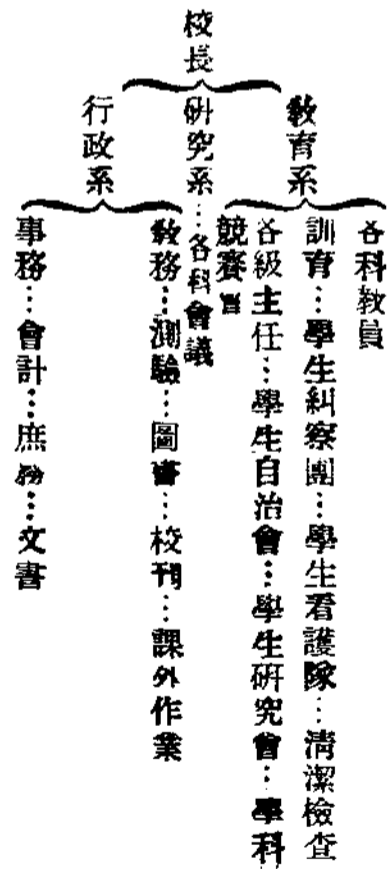 校長
教育系
各科教員
訓育…學生糾察團…學生看護隊…清潔檢查
各級主任…學生自治會…學生研究會…學科
競賽會
研究系…各科會議
行政系
教務…測驗…圖書…校刊…課外作業
事務…會計…庶務…文書